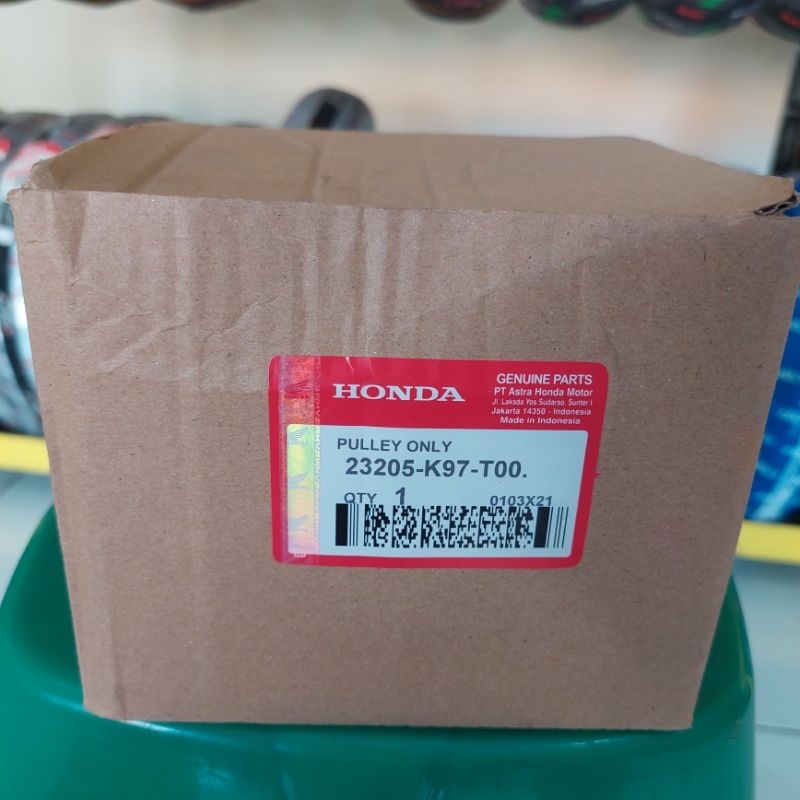 HONDA
GENUINE PARTS
PT Astra Honda Motor
Jl. Laksda Yos Sudarso, Sunter I
Jakarta 14350 - Indonesia
Made in Indonesia
PULLEY ONLY
23205-K97-T00.
QTY 1 0103X21